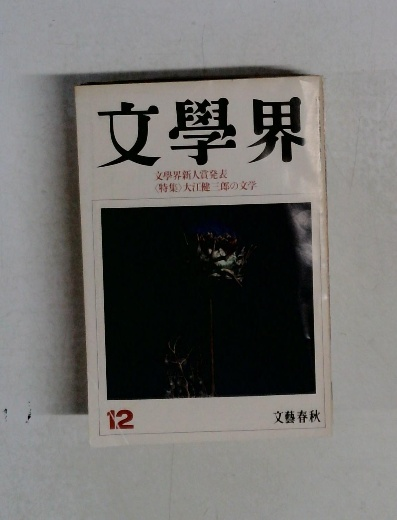 文學界
文學界新人賞発表
〈特集〉大江健三郎の文学
12
文藝春秋